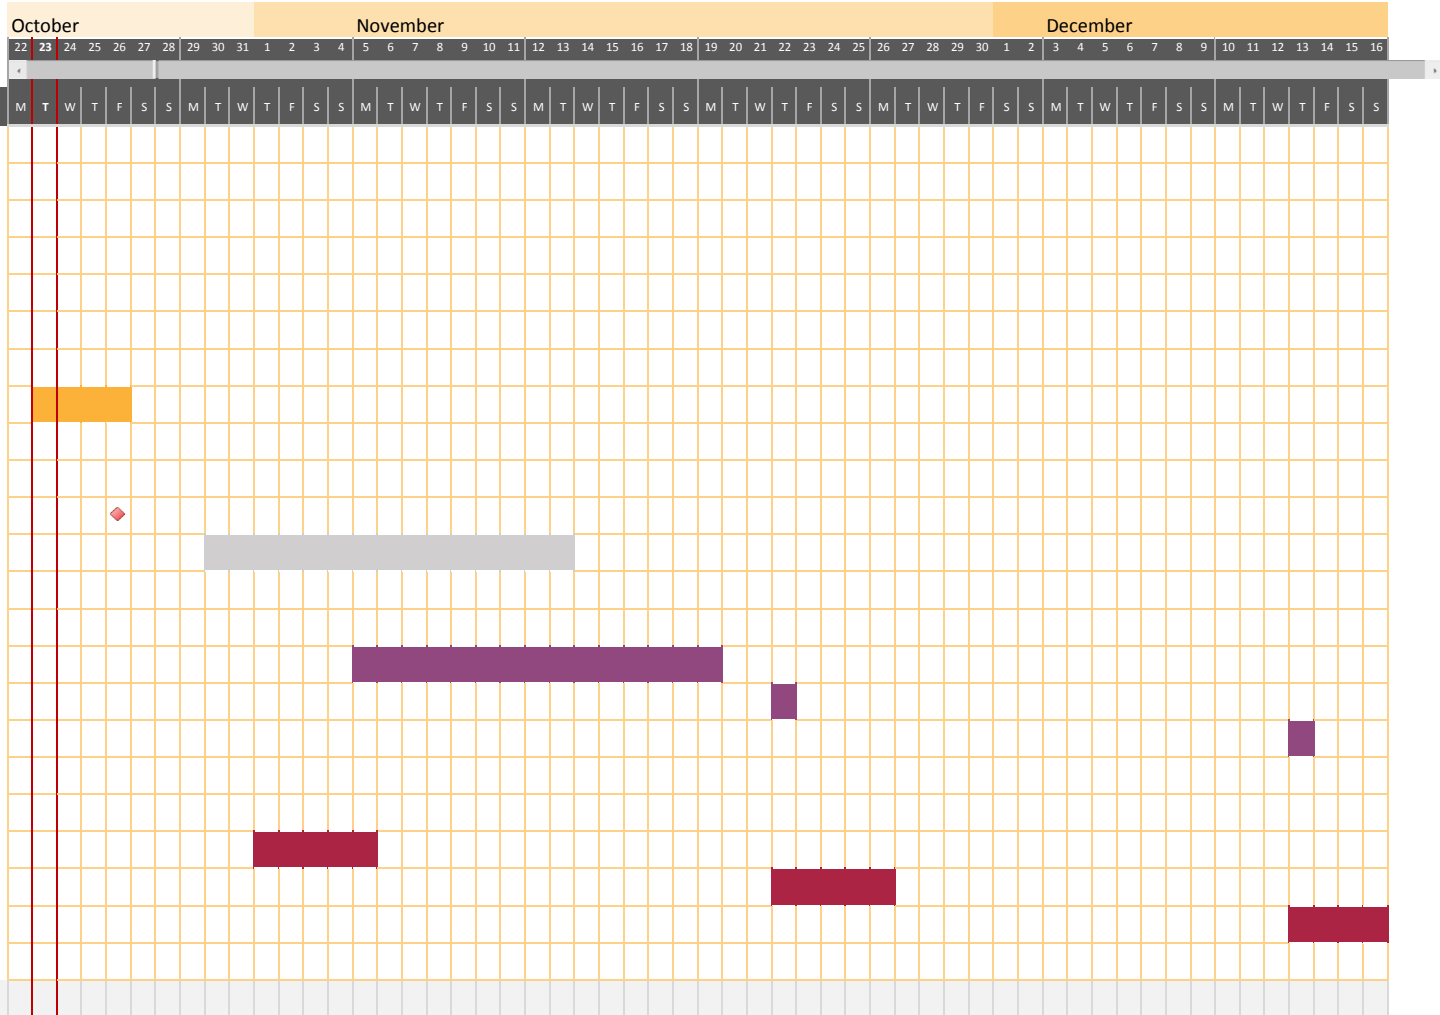 October November December
22 23 24 25 26 27 28 29 30 31 1 2 3 4 5 6 7 8 9 10 11 12 13 14 15 16 17 18 19 20 21 22 23 24 25 26 27 28 29 30 1 2 3 4 5 6 7 8 9 10 11 12 13 14 15 16
M T W T F S S M T W T F S S M T W T F S S M T W T F S S M T W T F S S M T W T F S S M T W T F S S M T W T F S S